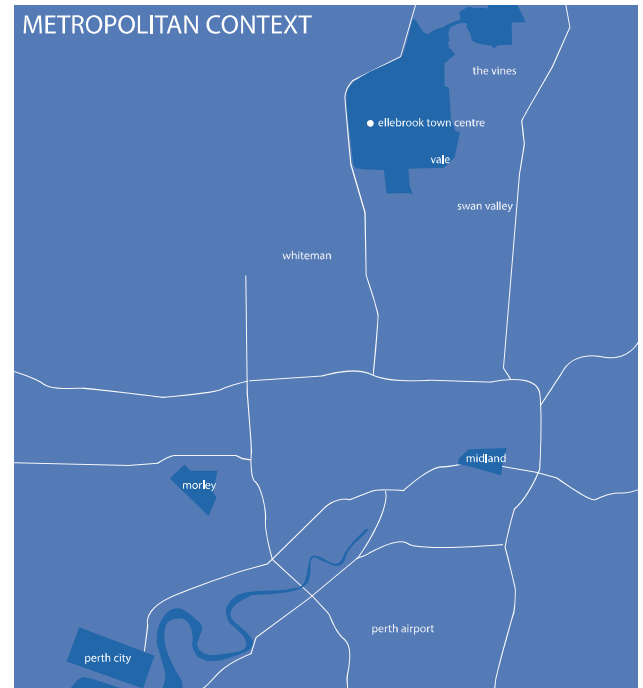 METROPOLITAN CONTEXT
the vines
ellebrook town centre
vale
swan valley
whiteman
midland
morley
perth airport
perth city